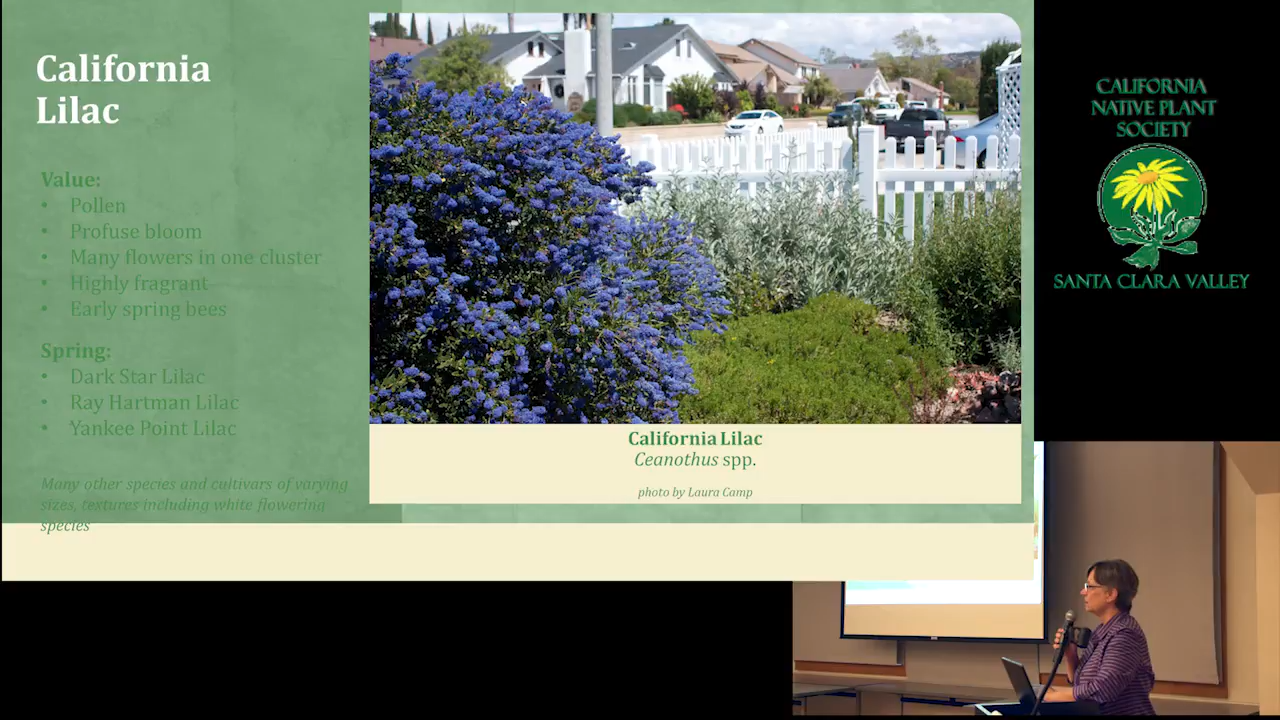 California
Lilac
Value:
• Pollen
• Profuse bloom
• Many flowers in one cluster
• Highly fragrant
• Early spring bees
Spring:
• Dark Star Lilac
• Ray Hartman Lilac
• Yankee Point Lilac
Many other species and cultivars of varying
sizes, textures including white flowering
species
California Lilac
Ceanothus spp.
photo by Laura Camp
CALIFORNIA
NATIVE PLANT
SOCIETY
SANTA CLARA VALLEY